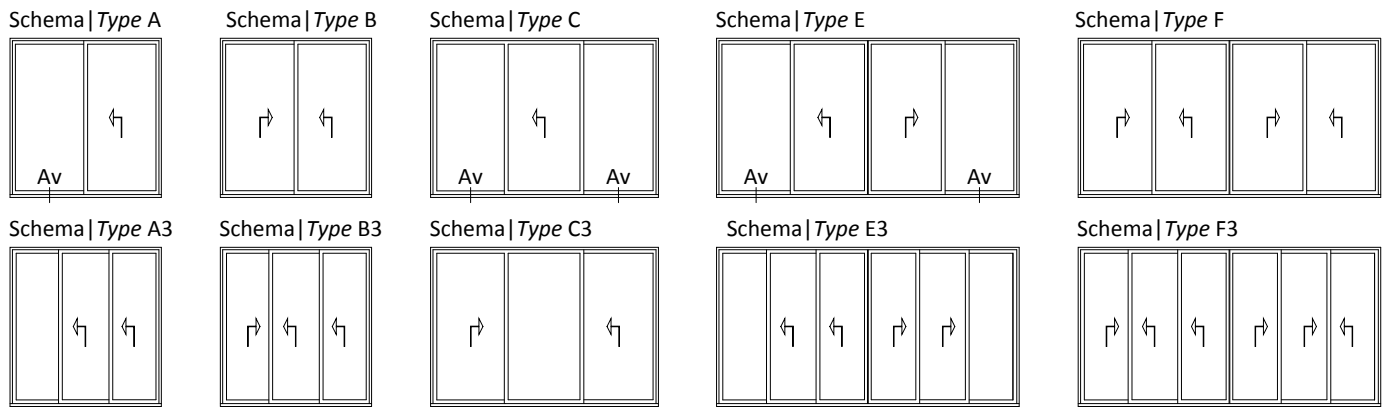 Schema|Type A
Schema|Type B
Schema|Type C
Schema|Type E
Schema|Type F
Av
Av
Av
Av
Av
Schema|Type A3
Schema|Type B3
Schema|Type C3
Schema|Type E3
Schema|Type F3